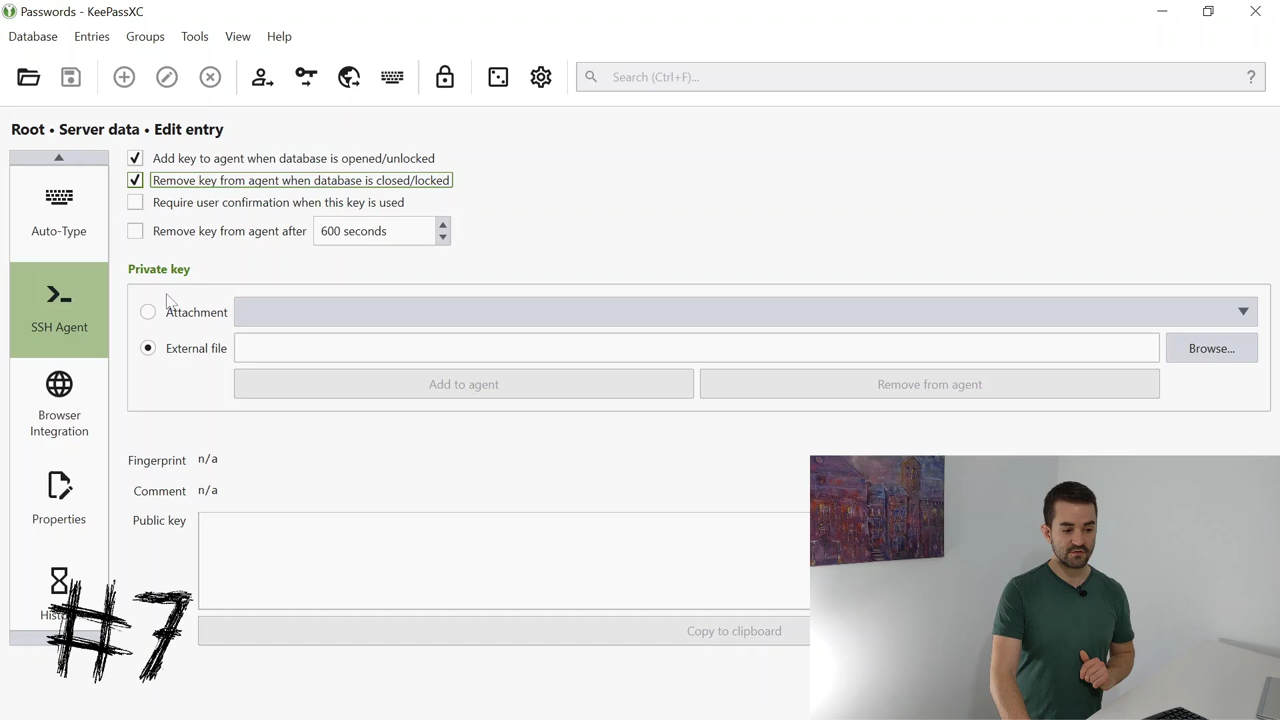 Passwords - KeePassXC
Database Entries Groups Tools View Help
Search (Ctrl+F)... ?
Root • Server data • Edit entry
Add key to agent when database is opened/unlocked
Remove key from agent when database is closed/locked
Require user confirmation when this key is used
Remove key from agent after 600 seconds
Auto-Type
Private key
Attachment
SSH Agent
External file Browse...
Add to agent Remove from agent
Browser
Integration
Fingerprint n/a
Comment n/a
Properties
Public key
#7
Copy to clipboard